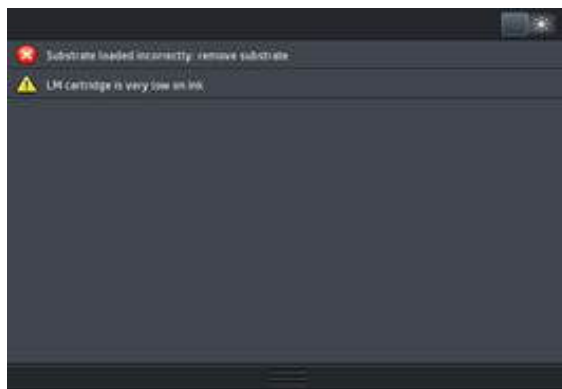 Substrate loaded incorrectly: remove substrate
LM cartridge is very low on ink